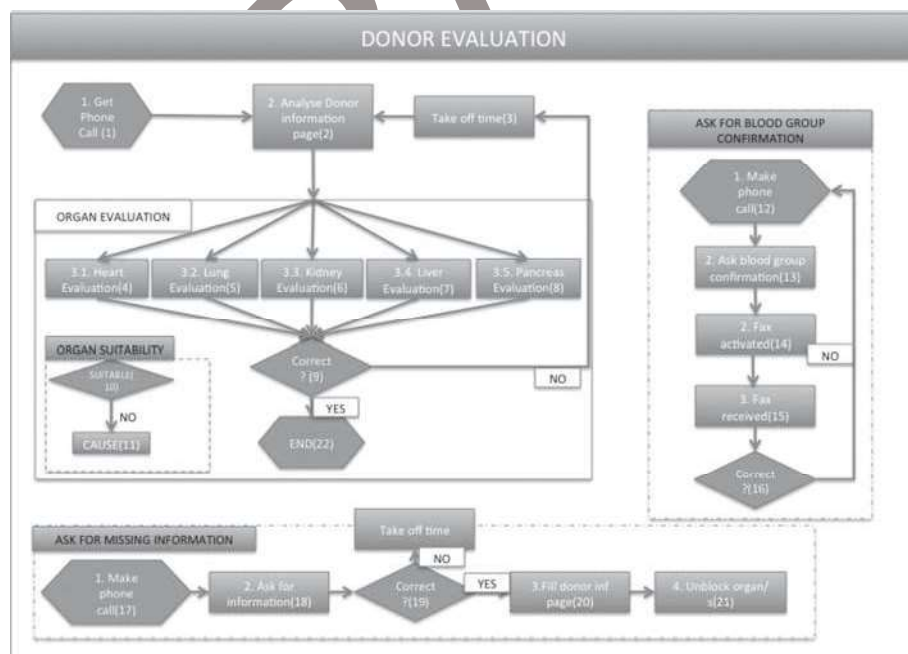 DONOR EVALUATION
1. Get
Phone
Call (1)
2. Analyse Donor
information
page(2)
Take off time(3)
ORGAN EVALUATION
3.1. Heart
Evaluation(4)
3.2. Lung
Evaluation(5)
3.3. Kidney
Evaluation(6)
3.4. Liver
Evaluation(7)
3.5. Pancreas
Evaluation(8)
Correct
? (9)
NO
YES
END(22)
ORGAN SUITABILITY
SUITABLE(
10)
NO
CAUSE(11)
ASK FOR BLOOD GROUP
CONFIRMATION
1. Make
phone
call(12)
2. Ask blood group
confirmation(13)
2. Fax
activated(14)
NO
3. Fax
received(15)
Correct
?(16)
ASK FOR MISSING INFORMATION
1. Make
phone
call(17)
2. Ask for
information(18)
Take off time
NO
Correct
?(19)
YES
3.Fill donor inf
page(20)
4. Unblock organ/
s(21)